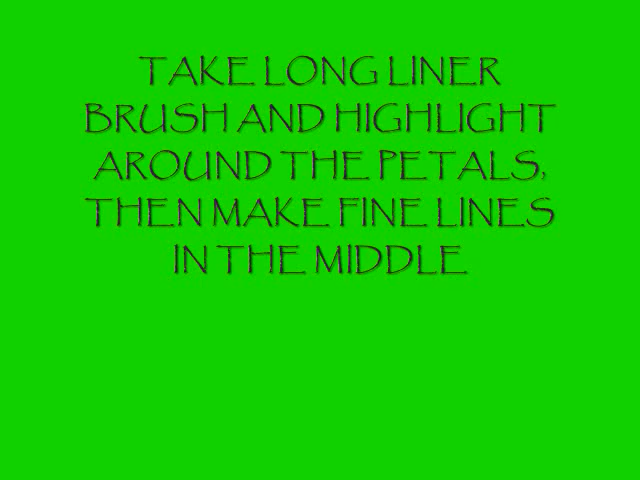 TAKE LONG LINER
BRUSH AND HIGHLIGHT
AROUND THE PETALS,
THEN MAKE FINE LINES
IN THE MIDDLE